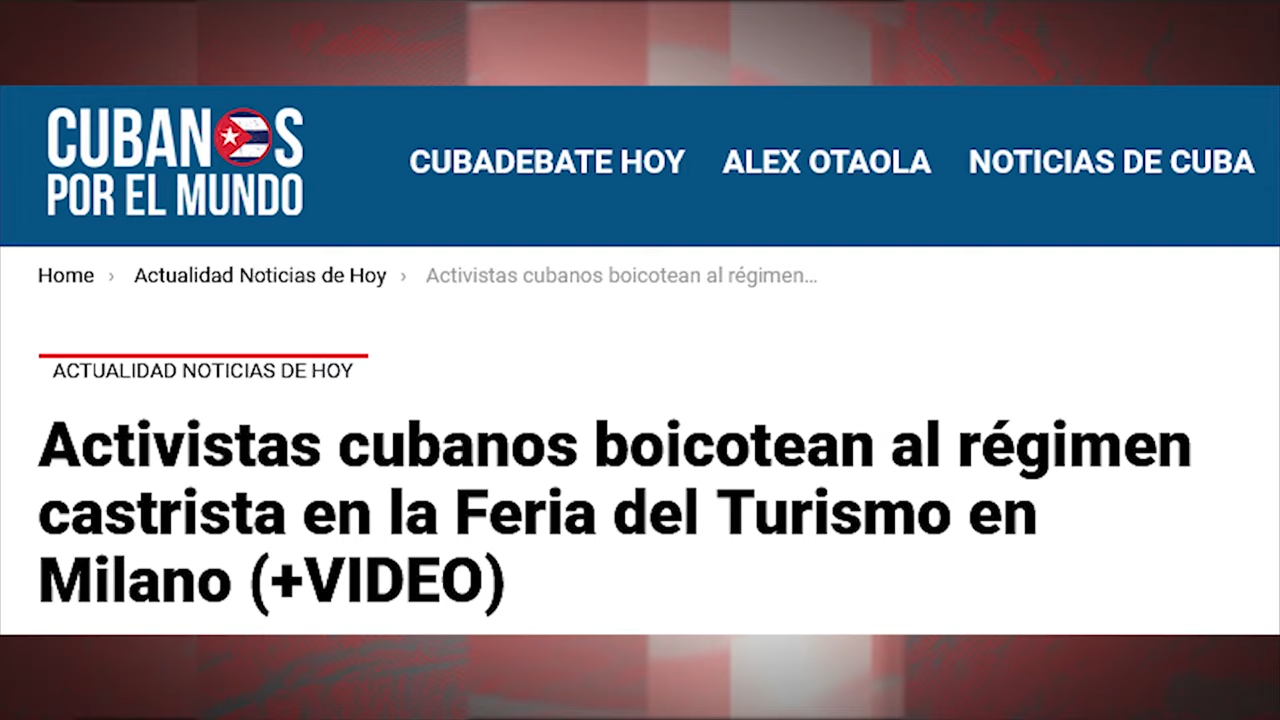 CUBANOS
POR EL MUNDO
CUBADEBATE HOY ALEX OTAOLA NOTICIAS DE CUBA
Home › Actualidad Noticias de Hoy › Activistas cubanos boicotean al régimen...
ACTUALIDAD NOTICIAS DE HOY
Activistas cubanos boicotean al régimen
castrista en la Feria del Turismo en
Milano (+VIDEO)